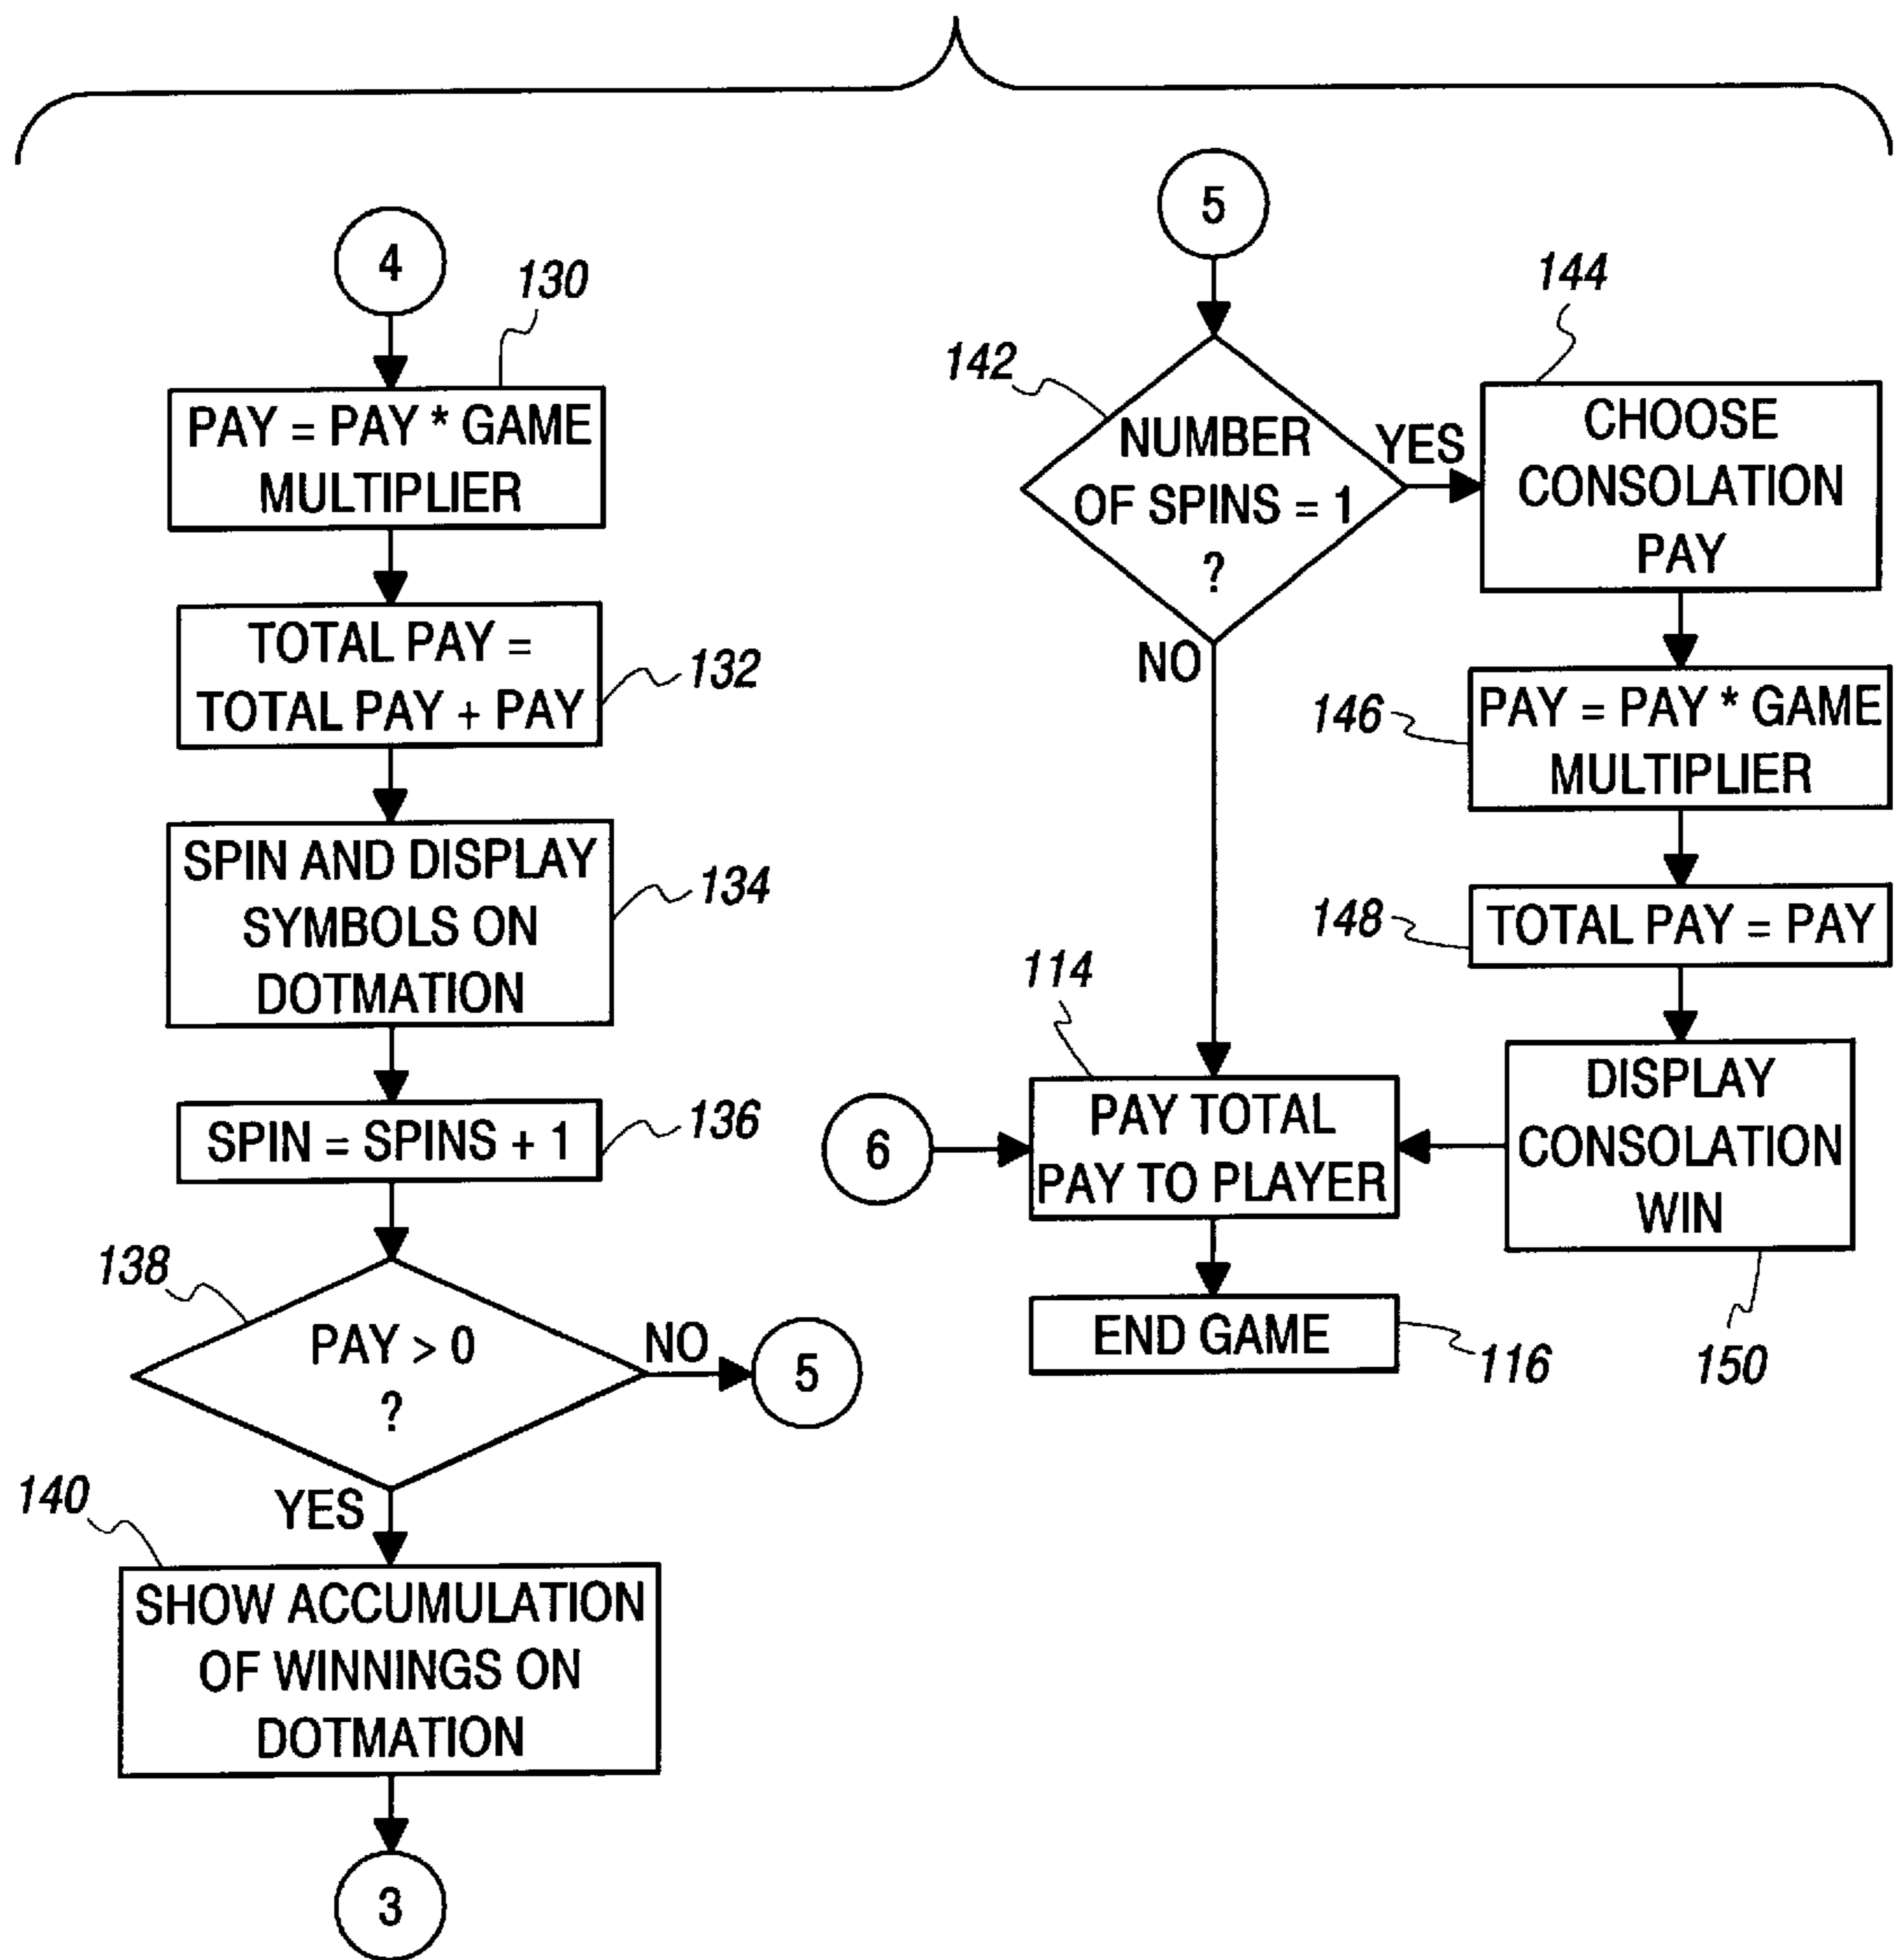 4
130
PAY = PAY * GAME
MULTIPLIER
TOTAL PAY =
TOTAL PAY + PAY
132
SPIN AND DISPLAY
SYMBOLS ON
DOTMATION
134
SPIN = SPINS + 1
136
138
PAY > 0
?
NO
5
YES
140
SHOW ACCUMULATION
OF WINNINGS ON
DOTMATION
3
5
142
NUMBER
OF SPINS = 1
?
YES
NO
144
CHOOSE
CONSOLATION
PAY
146
PAY = PAY * GAME
MULTIPLIER
148
TOTAL PAY = PAY
DISPLAY
CONSOLATION
WIN
150
114
6
PAY TOTAL
PAY TO PLAYER
END GAME
116